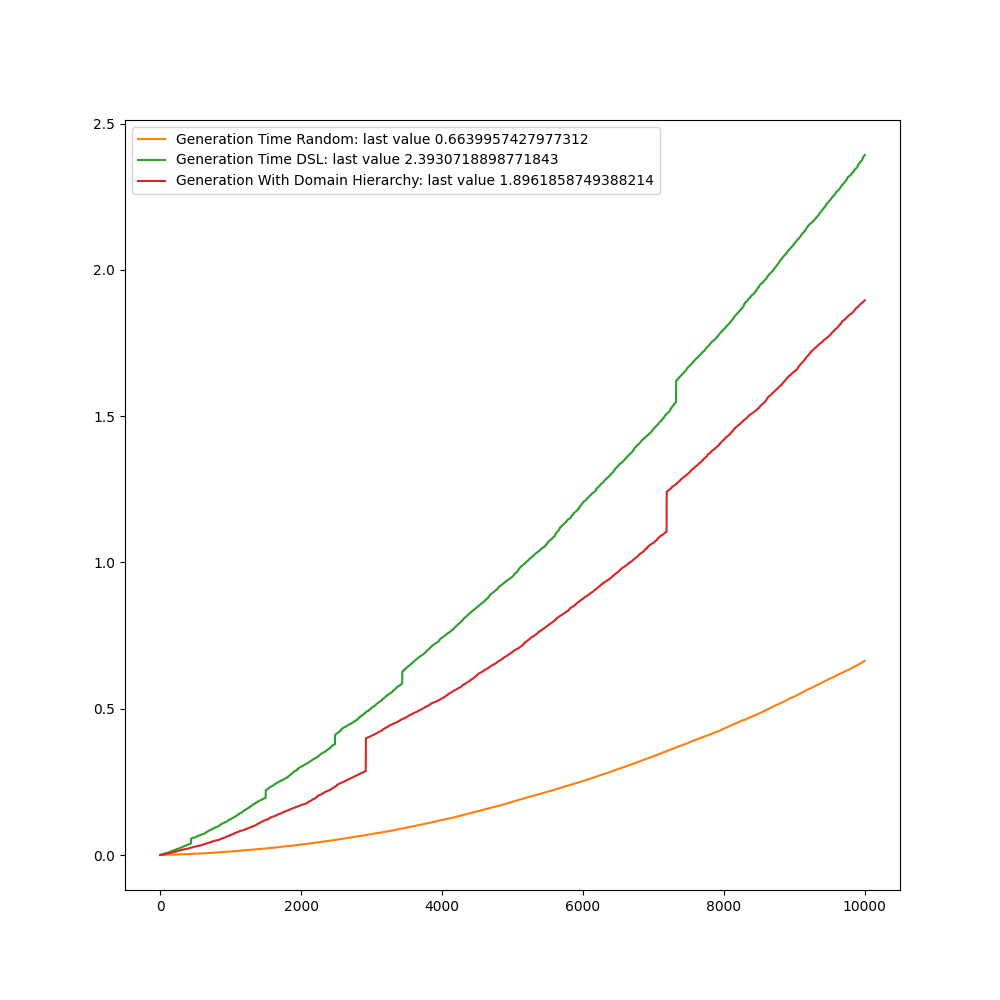 Generation Time Random: last value 0.6639957427977312
Generation Time DSL: last value 2.3930718898771843
Generation With Domain Hierarchy: last value 1.8961858749388214
2.5
2.0
1.5
1.0
0.5
0.0
0 2000 4000 6000 8000 10000